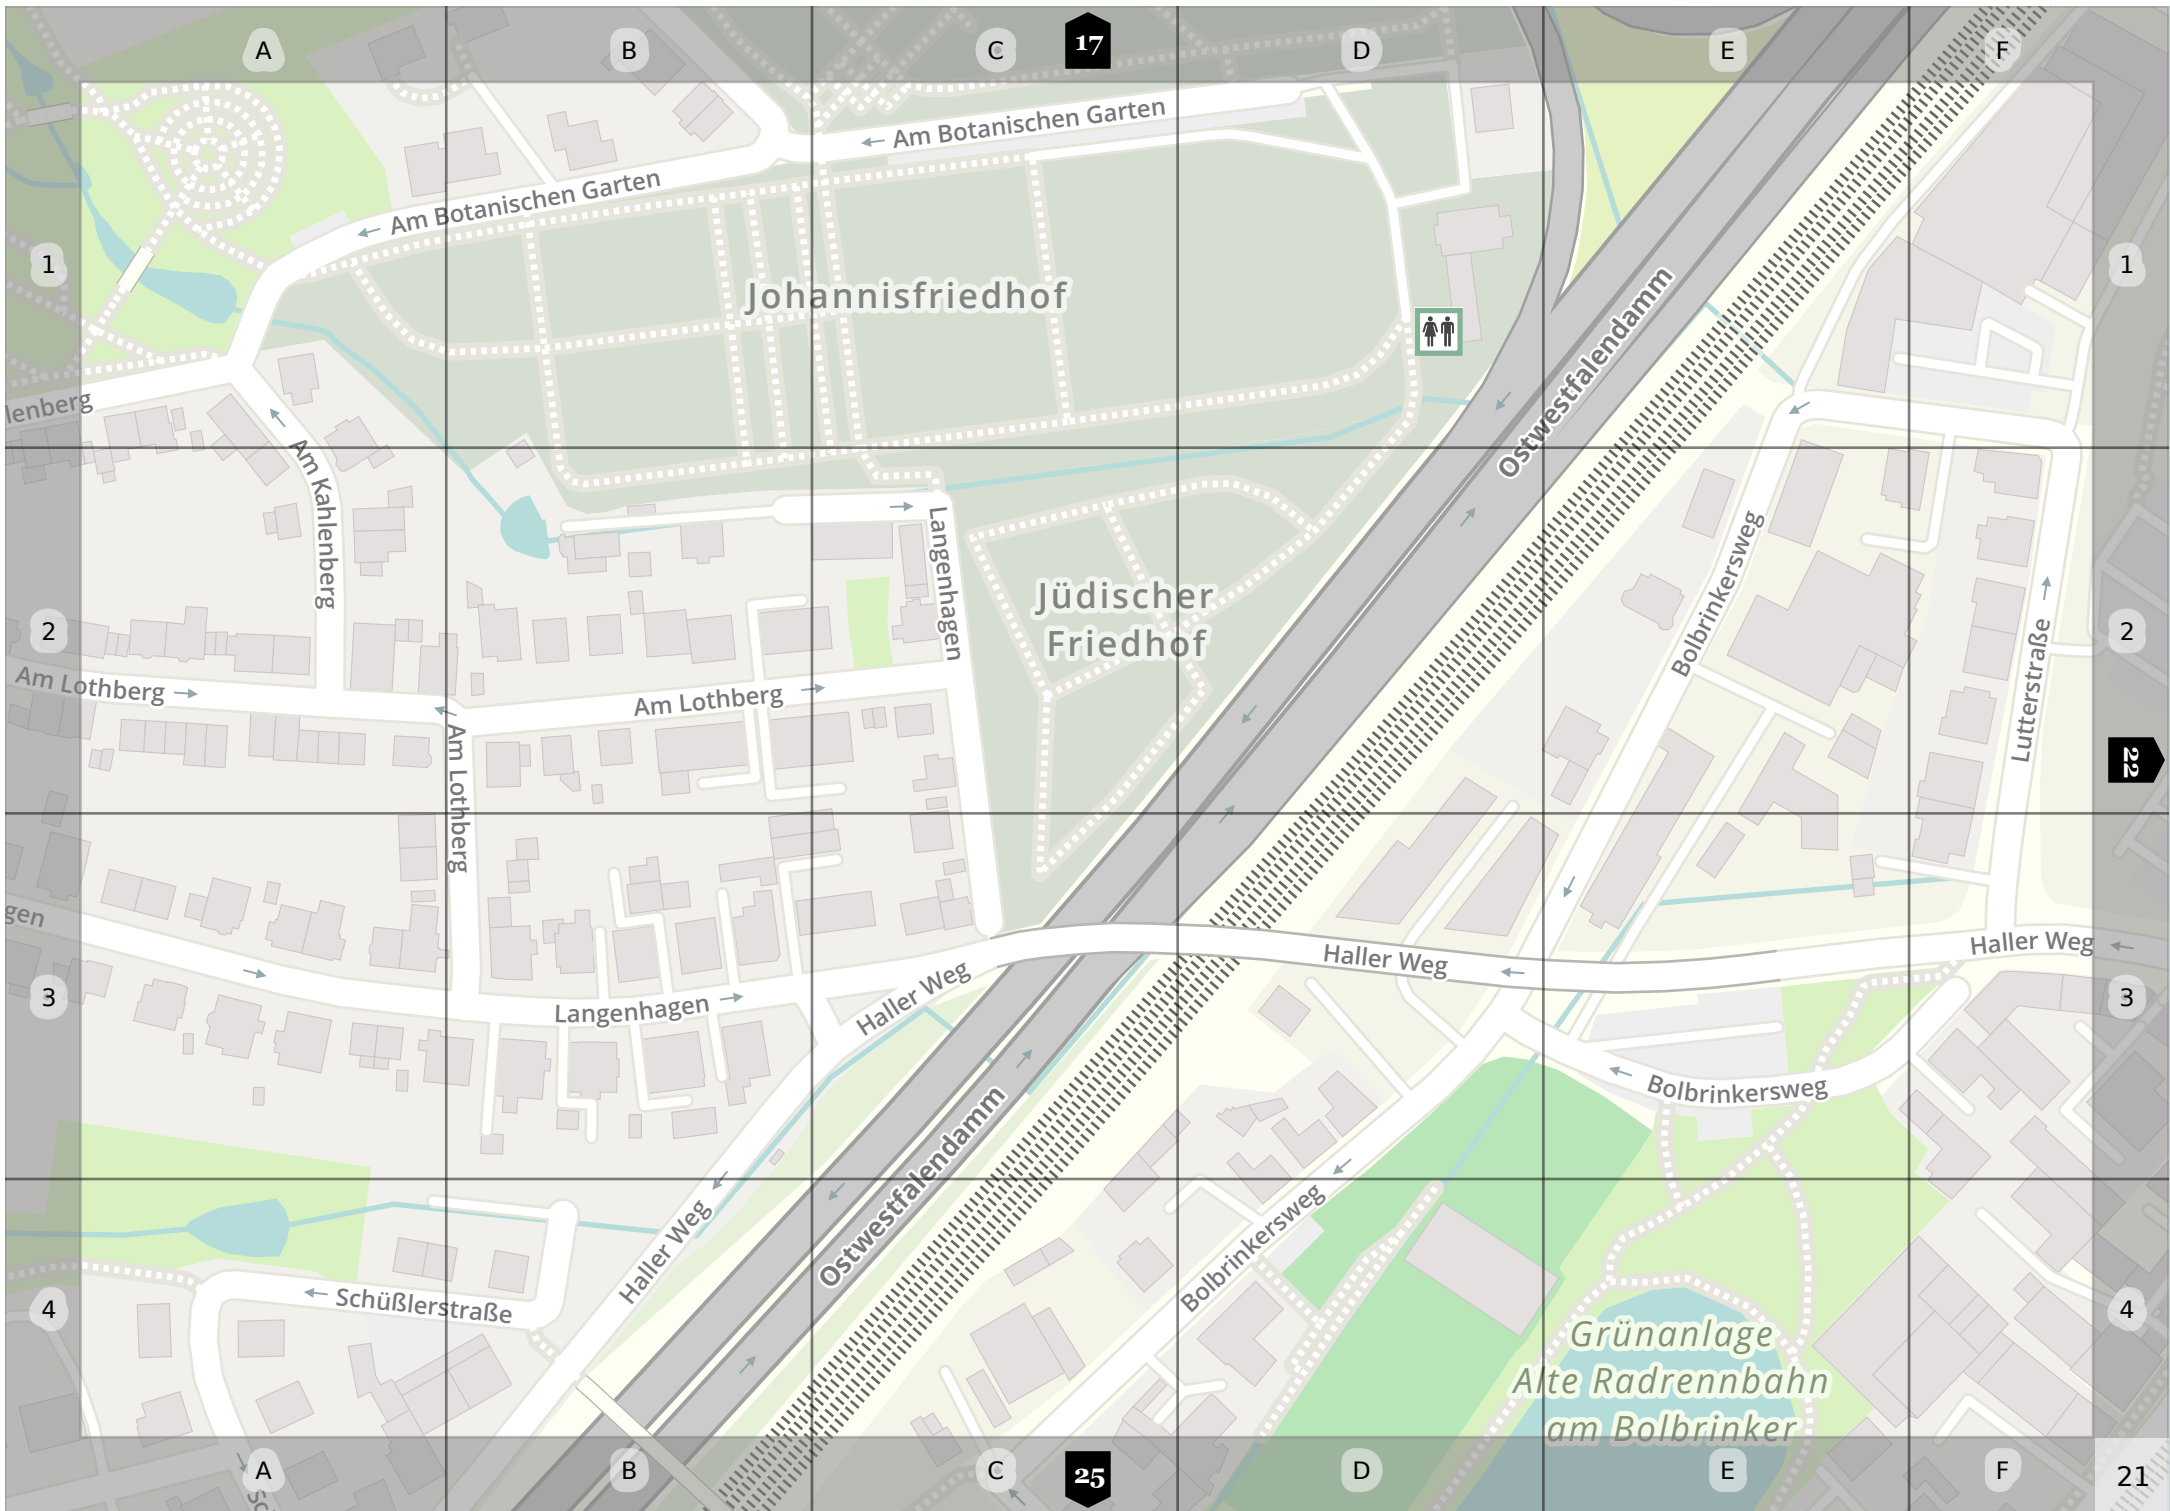 A
B
C
17
D
E
F
Am Botanischen Garten
Am Botanischen Garten
1
Johannisfriedhof
1
Ostwestfalendamm
lenberg
Am Kahlenberg
Langenhagen
Bolbrinkersweg
Jüdischer
Friedhof
2
2
Lutterstraße
Am Lothberg
Am Lothberg
Am Lothberg
22
gen
Haller Weg
Haller Weg
Haller Weg
3
Langenhagen
3
Bolbrinkersweg
Ostwestfalendamm
Haller Weg
Bolbrinkersweg
Schüßlerstraße
4
4
Grünanlage
Alte Radrennbahn
am Bolbrinker
A
B
C
25
D
E
F
21
Sc